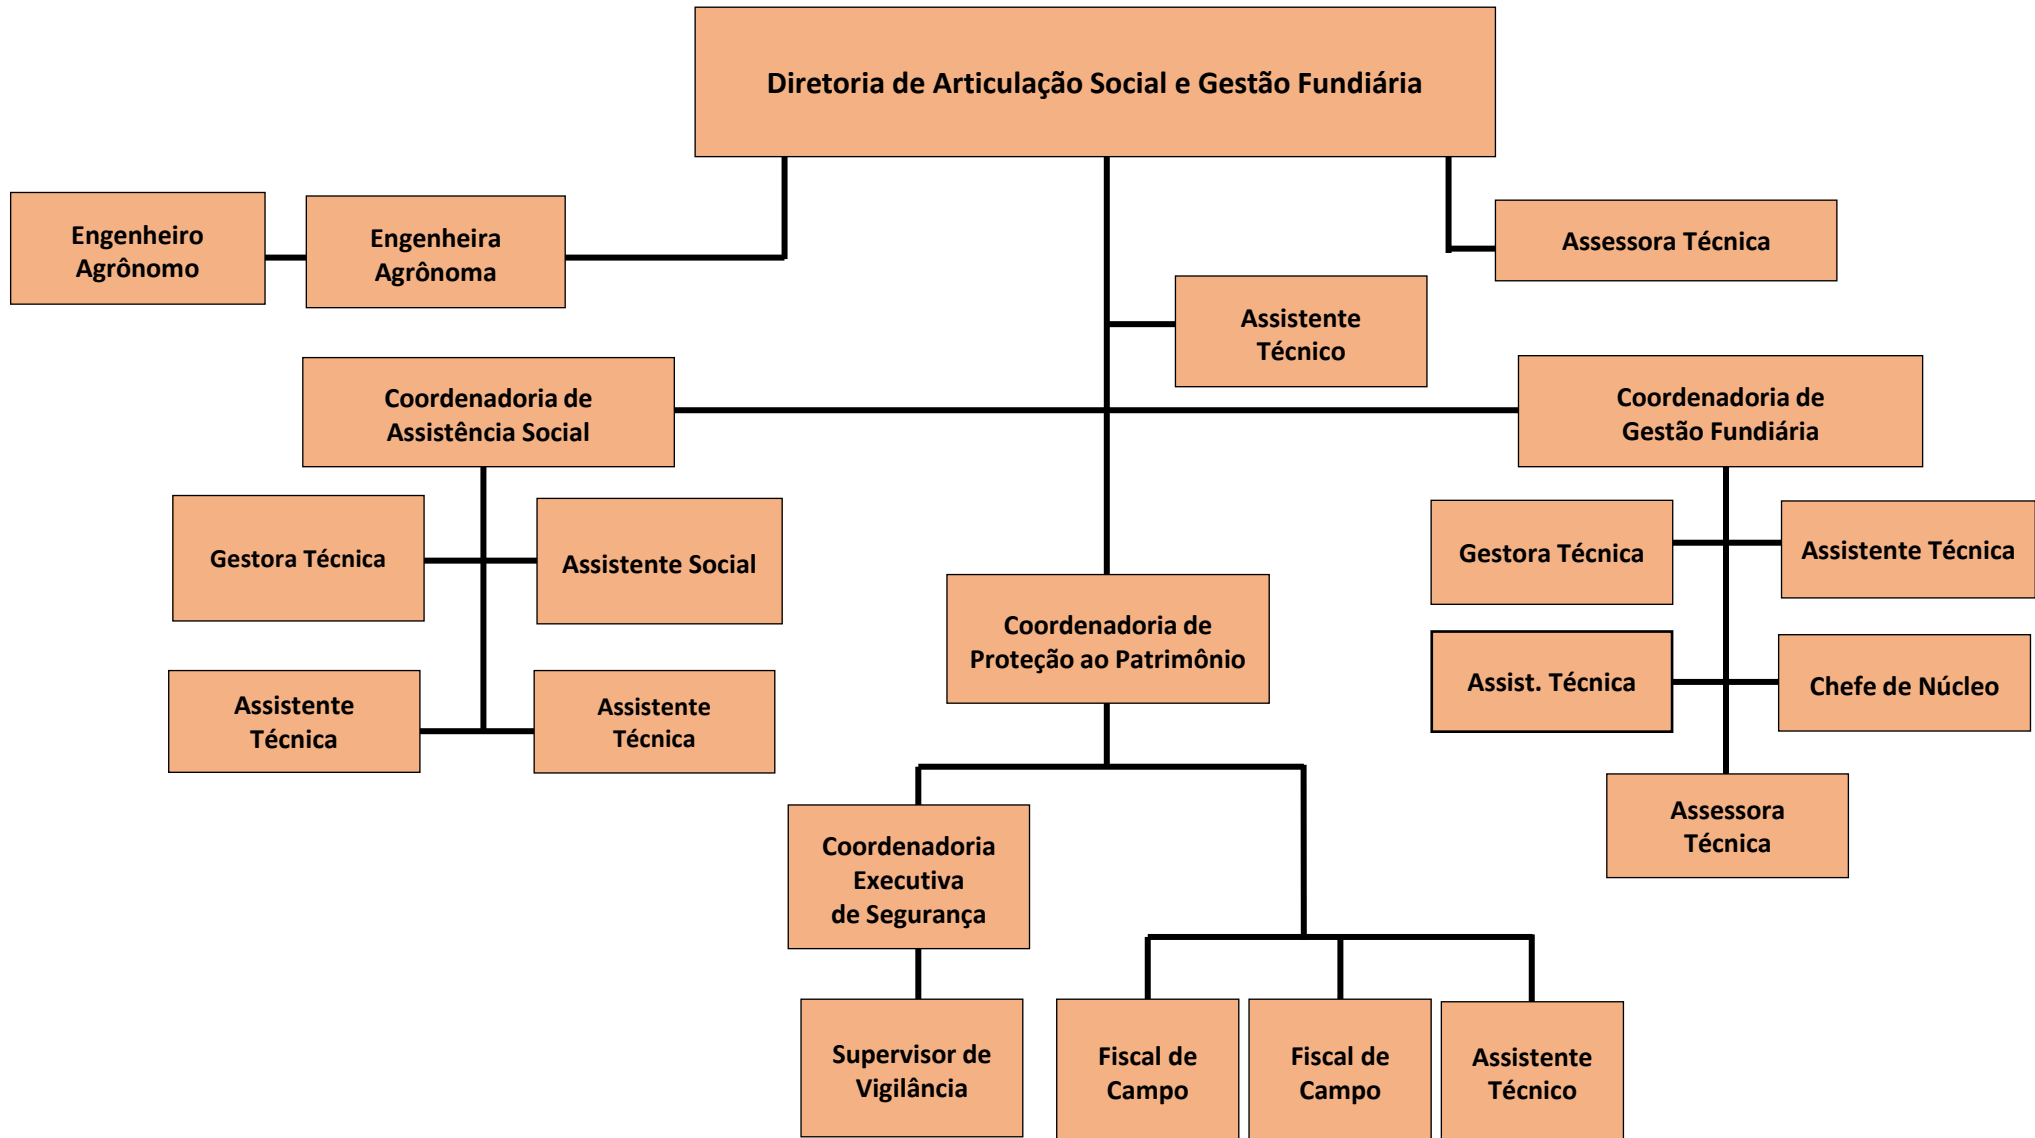 Diretoria de Articulação Social e Gestão Fundiária
Engenheiro
Agrônomo
Engenheira
Agrônoma
Assessora Técnica
Assistente
Técnico
Coordenadoria de
Assistência Social
Coordenadoria de
Gestão Fundiária
Gestora Técnica
Assistente Social
Gestora Técnica
Assistente Técnica
Coordenadoria de
Proteção ao Patrimônio
Assistente
Técnica
Assistente
Técnica
Assist. Técnica
Chefe de Núcleo
Assessora
Técnica
Coordenadoria
Executiva
de Segurança
Supervisor de
Vigilância
Fiscal de
Campo
Fiscal de
Campo
Assistente
Técnico